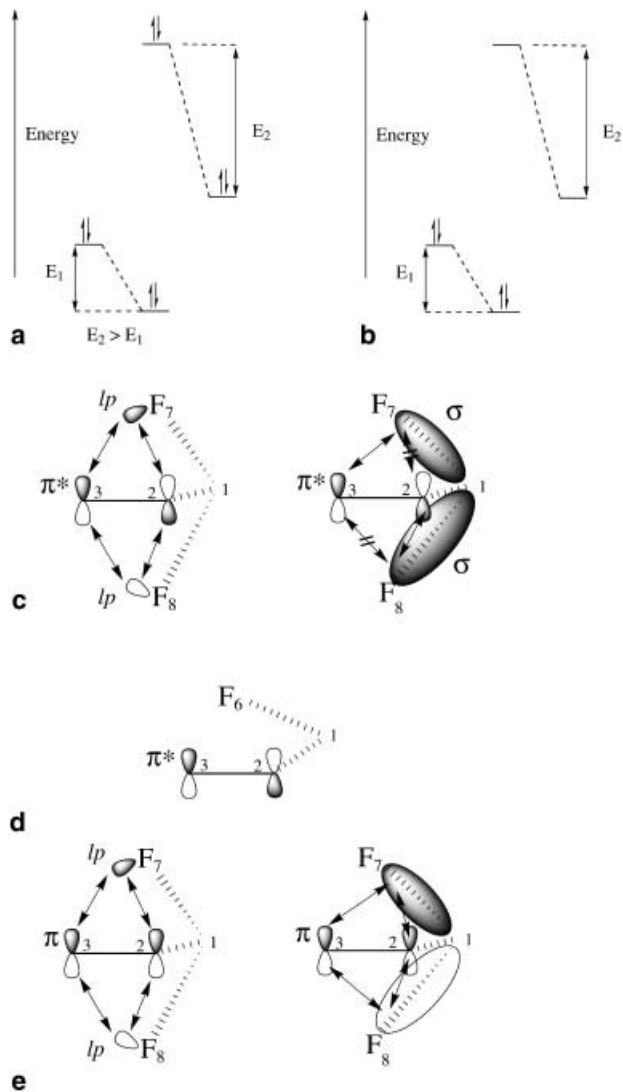 Energy
E₂
E₁
E₂ > E₁
a
Energy
E₂
E₁
b
lp F₇
π* 3 2 1
lp F₈
F₇ σ
π* 3 2 1
σ
F₈
c
F₆
1
π* 3 2
d
lp F₇
π 3 2 1
lp F₈
F₇
π 3 2 1
F₈
e